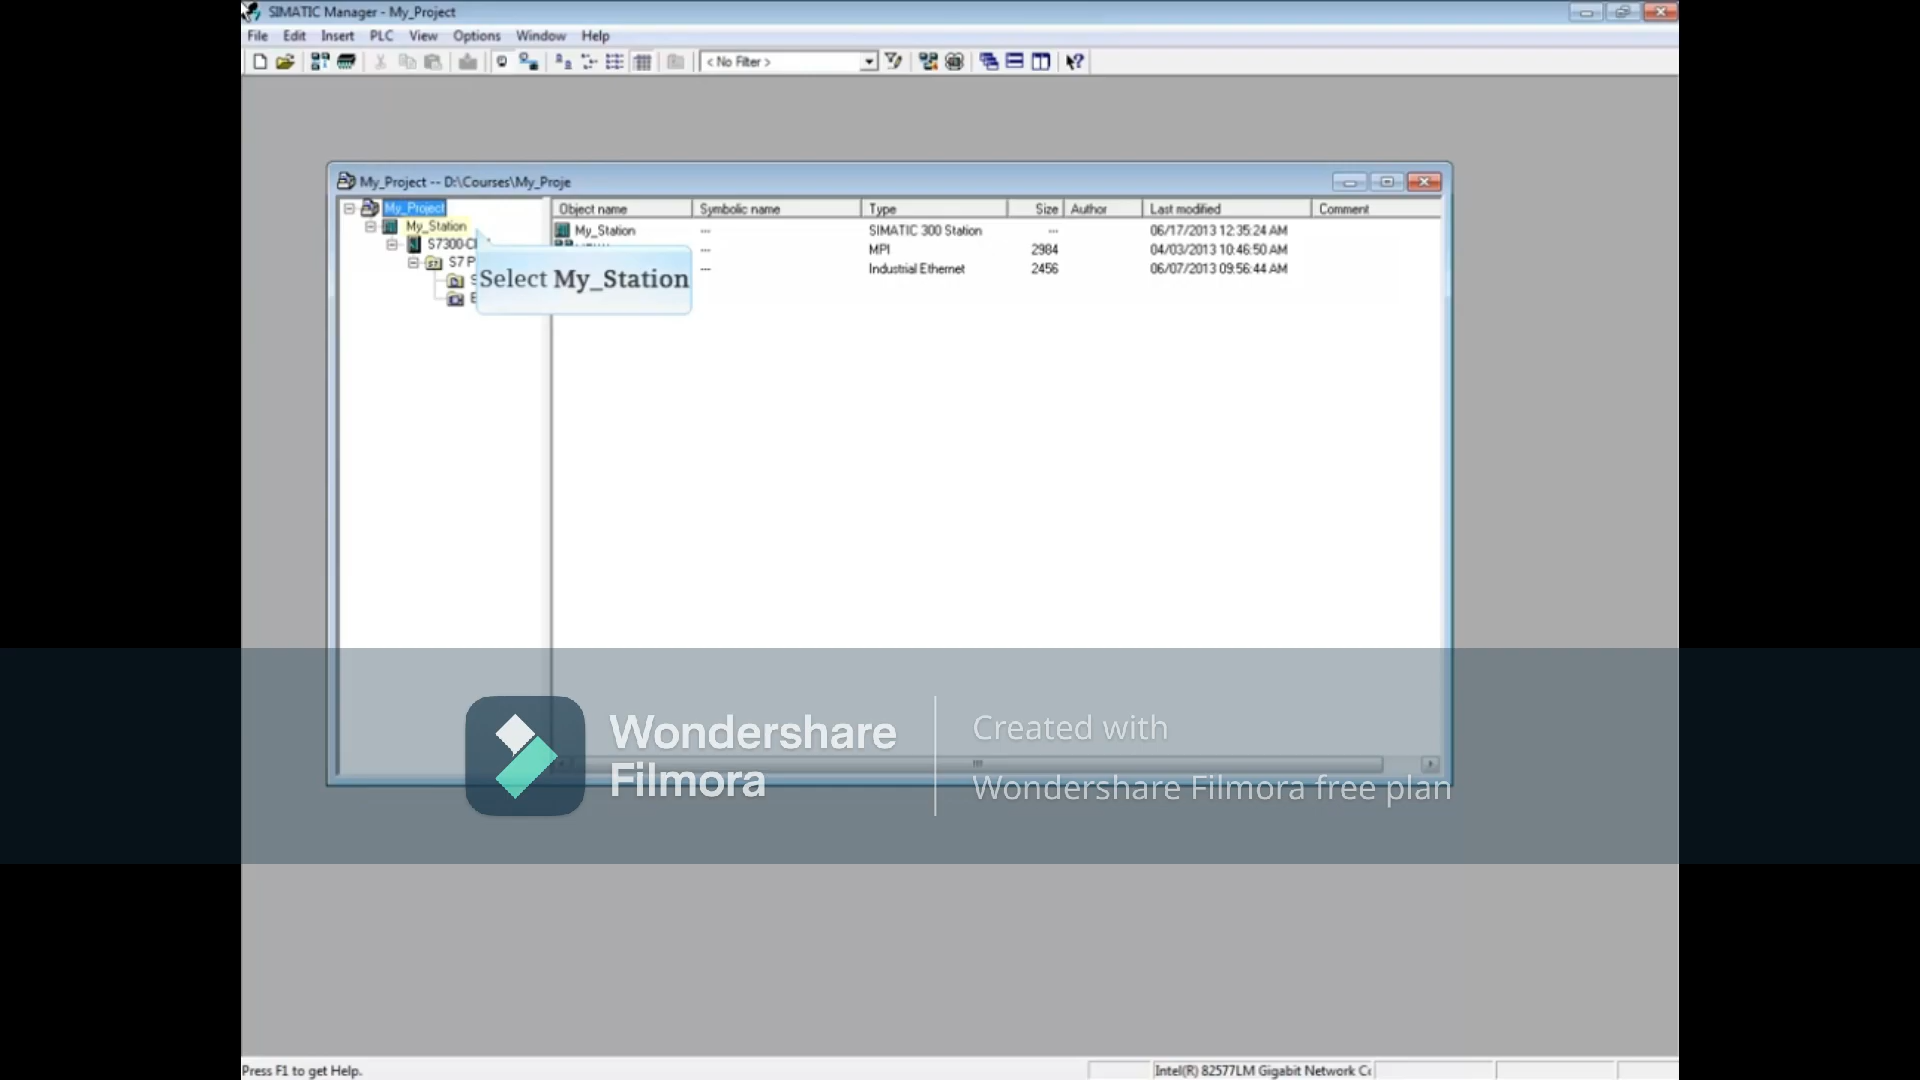 SIMATIC Manager - My_Project
File Edit Insert PLC View Options Window Help
< No Filter >
My_Project -- D:\Courses\My_Proje
My_Project
My_Station
S7300-C
S7 P
Object name Symbolic name Type Size Author Last modified Comment
My_Station --- SIMATIC 300 Station --- 06/17/2013 12:35:24 AM
--- MPI 2984 04/03/2013 10:46:50 AM
--- Industrial Ethernet 2456 06/07/2013 09:56:44 AM
Select My_Station
Wondershare
Filmora
Created with
Wondershare Filmora free plan
Press F1 to get Help.
Intel(R) 82577LM Gigabit Network Co